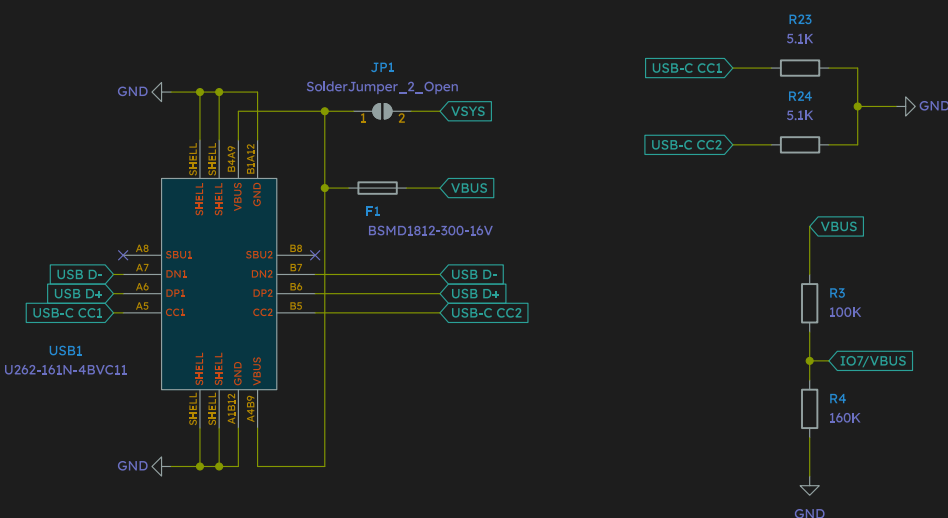 R23
5.1K
USB-C CC1
R24
5.1K
GND
USB-C CC2
JP1
SolderJumper_2_Open
GND
1
2
VSYS
SHELL
SHELL
B4A9
B1A12
SHELL
SHELL
VBUS
GND
VBUS
F1
BSMD1812-300-16V
A8
SBU1
SBU2
B8
USB D-
A7
DN1
DN2
B7
USB D-
USB D+
A6
DP1
DP2
B6
USB D+
USB-C CC1
A5
CC1
CC2
B5
USB-C CC2
USB1
U262-161N-4BVC11
SHELL
SHELL
GND
VBUS
SHELL
SHELL
A1B12
A4B9
GND
VBUS
R3
100K
IO7/VBUS
R4
160K
GND